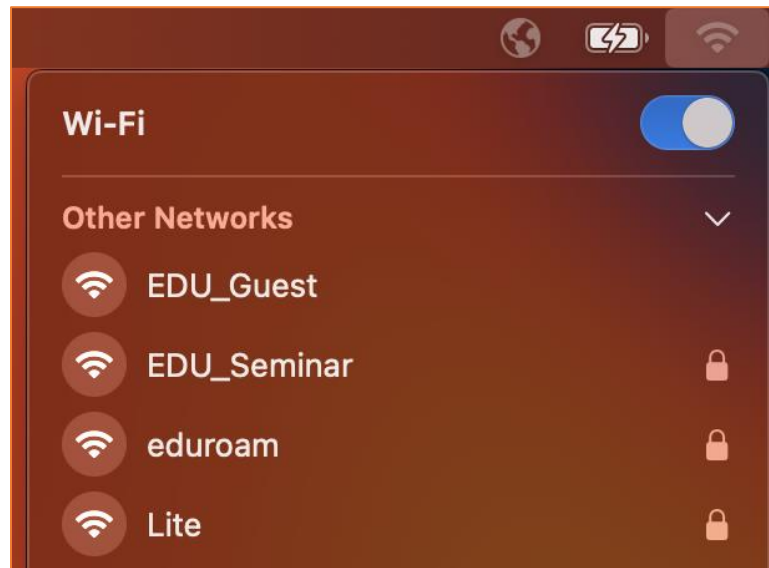 Wi-Fi
Other Networks
EDU_Guest
EDU_Seminar
eduroam
Lite